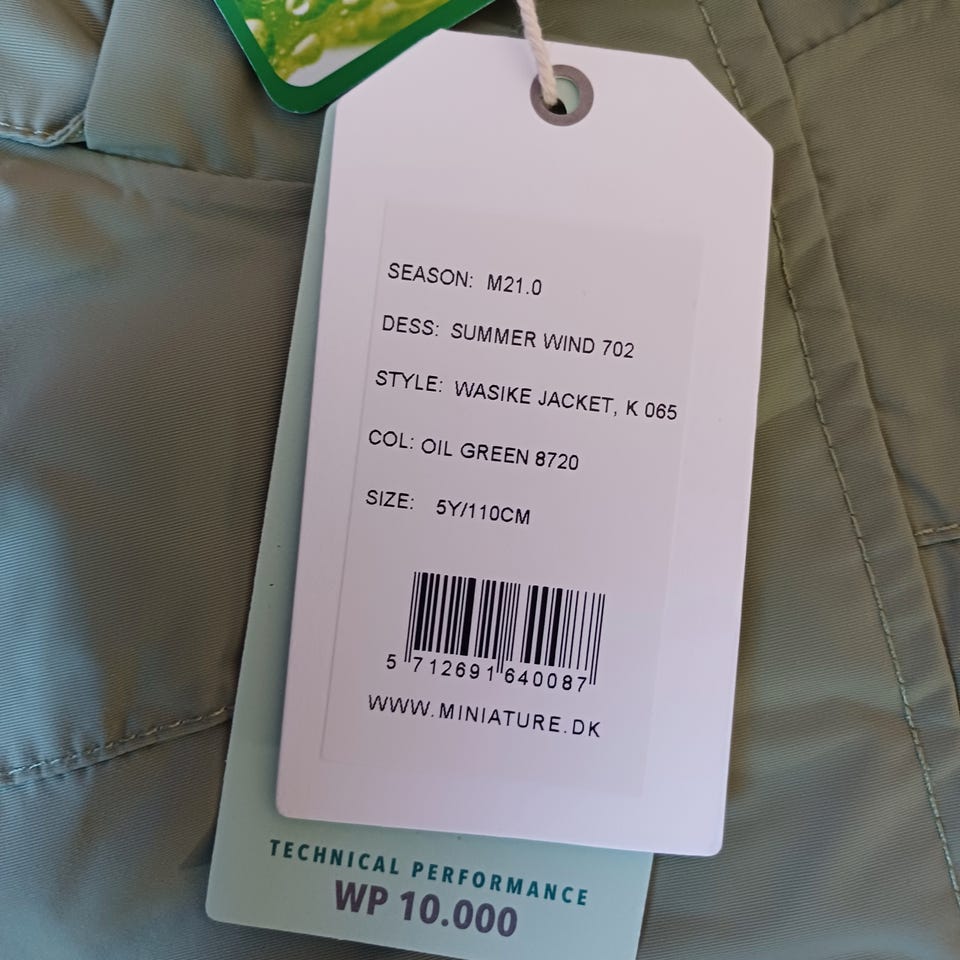 SEASON: M21.0
DESS: SUMMER WIND 702
STYLE: WASIKE JACKET, K 065
COL: OIL GREEN 8720
SIZE: 5Y/110CM
5 712691 640087
WWW.MINIATURE.DK
TECHNICAL PERFORMANCE
WP 10.000